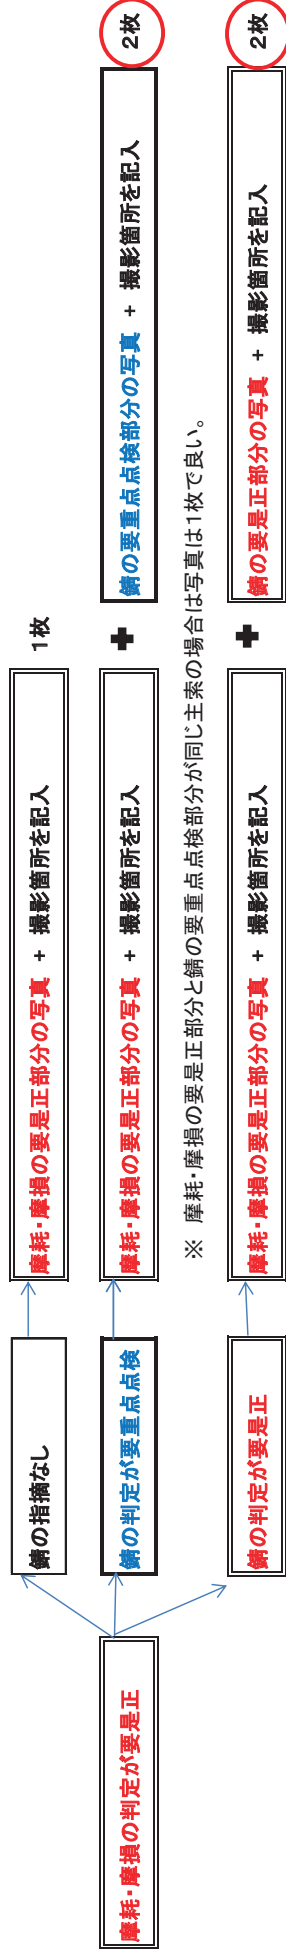 摩耗・摩損の判定が要是正
錆の指摘なし
摩耗・摩損の要是正部分の写真 + 撮影箇所を記入
1枚
錆の判定が要重点点検
摩耗・摩損の要是正部分の写真 + 撮影箇所を記入
+
錆の要重点点検部分の写真 + 撮影箇所を記入
2枚
※ 摩耗・摩損の要是正部分と錆の要重点点検部分が同じ主索の場合は写真は1枚で良い。
錆の判定が要是正
摩耗・摩損の要是正部分の写真 + 撮影箇所を記入
+
錆の要是正部分の写真 + 撮影箇所を記入
2枚